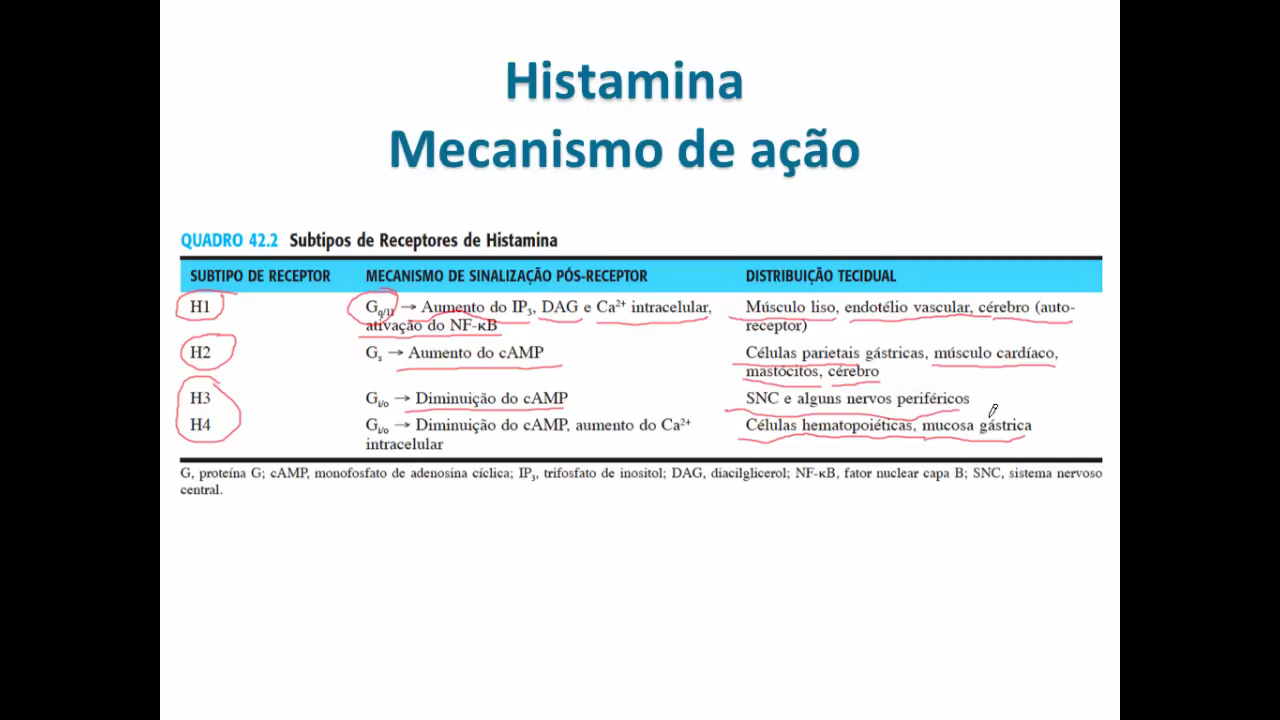 Histamina
Mecanismo de ação
QUADRO 42.2 Subtipos de Receptores de Histamina
SUBTIPO DE RECEPTOR MECANISMO DE SINALIZAÇÃO PÓS-RECEPTOR DISTRIBUIÇÃO TECIDUAL
H1 Gq/11 → Aumento do IP3, DAG e Ca2+ intracelular, Músculo liso, endotélio vascular, cérebro (auto-
ativação do NF-κB receptor)
H2 Gs → Aumento do cAMP Células parietais gástricas, músculo cardíaco,
mastócitos, cérebro
H3 Gi/o → Diminuição do cAMP SNC e alguns nervos periféricos
H4 Gi/o → Diminuição do cAMP, aumento do Ca2+ Células hematopoiéticas, mucosa gástrica
intracelular
G, proteína G; cAMP, monofosfato de adenosina cíclica; IP3, trifosfato de inositol; DAG, diacilglicerol; NF-κB, fator nuclear capa B; SNC, sistema nervoso
central.